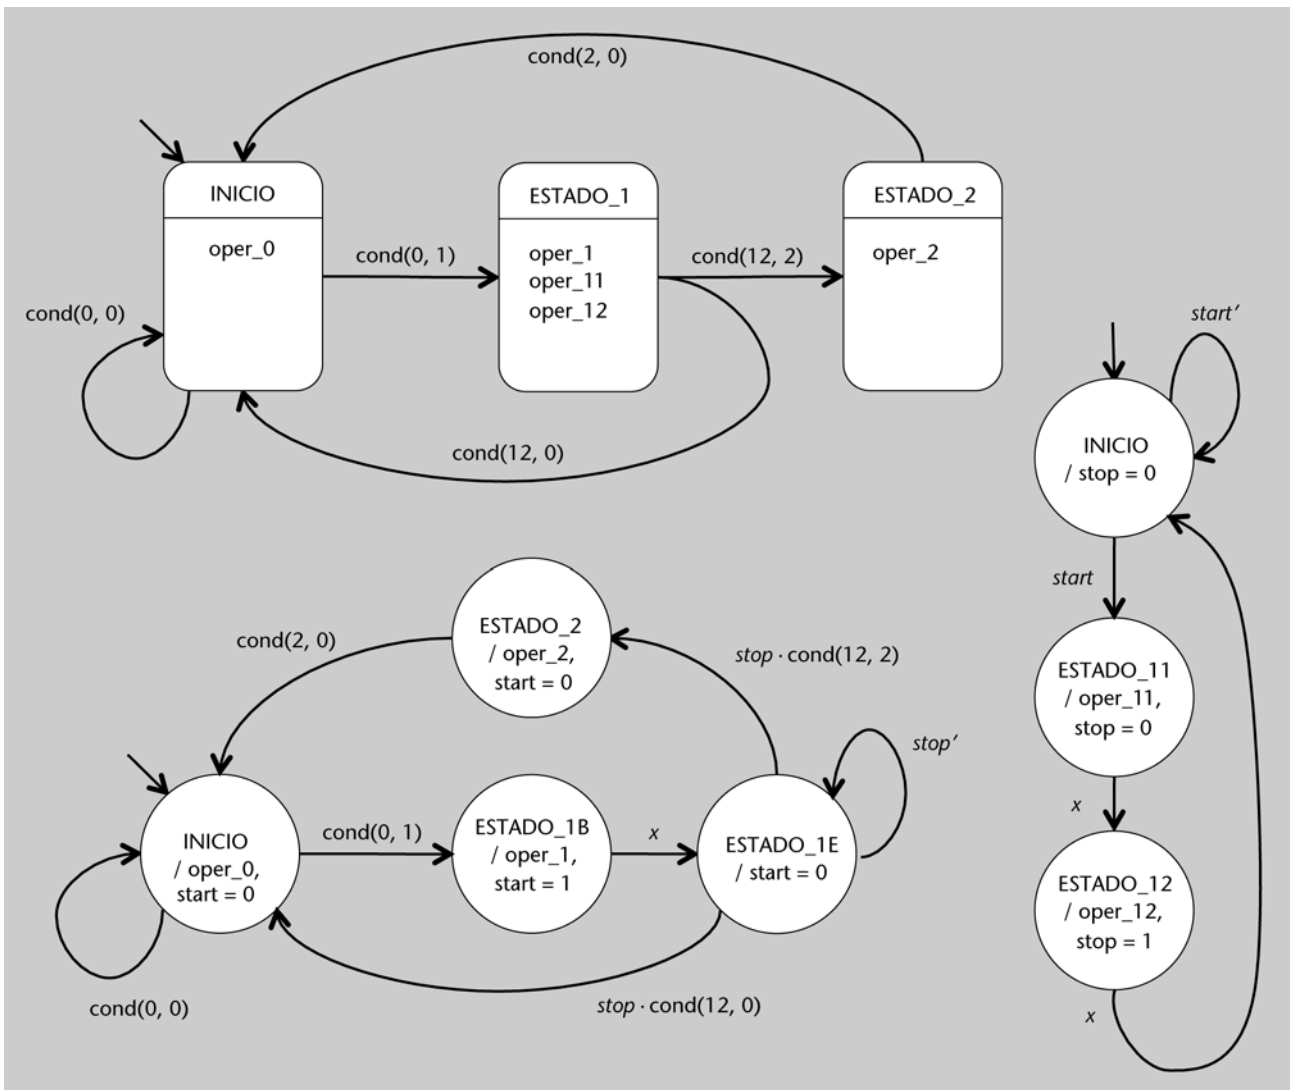 cond(2, 0)
INICIO
oper_0
cond(0, 1)
cond(0, 0)
ESTADO_1
oper_1
oper_11
oper_12
cond(12, 2)
ESTADO_2
oper_2
cond(12, 0)
start′
INICIO
/ stop = 0
start
ESTADO_11
/ oper_11,
stop = 0
x
ESTADO_12
/ oper_12,
stop = 1
x
ESTADO_2
/ oper_2,
start = 0
cond(2, 0)
stop · cond(12, 2)
stop′
INICIO
/ oper_0,
start = 0
cond(0, 1)
ESTADO_1B
/ oper_1,
start = 1
x
ESTADO_1E
/ start = 0
cond(0, 0)
stop · cond(12, 0)